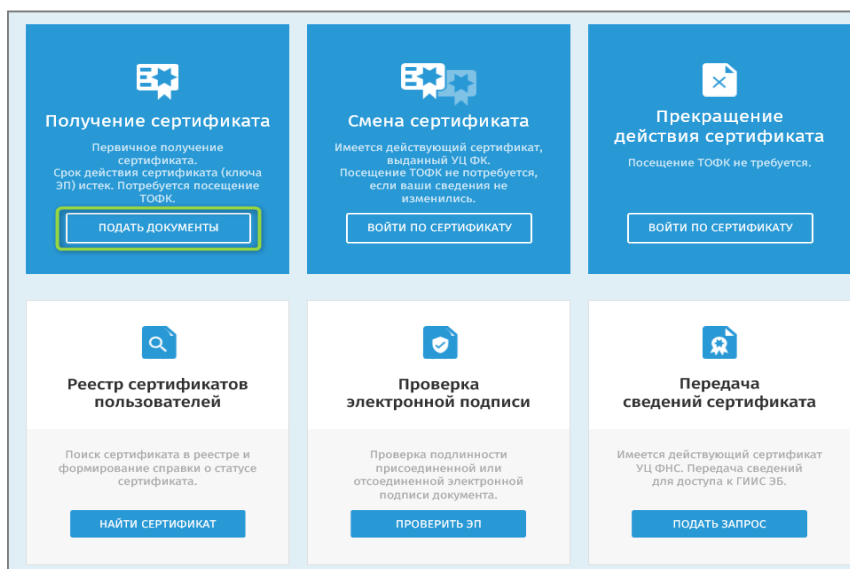 Получение сертификата
Первичное получение
сертификата.
Срок действия сертификата (ключа
ЭП) истек. Потребуется посещение
ТОФК.
ПОДАТЬ ДОКУМЕНТЫ
Смена сертификата
Имеется действующий сертификат,
выданный УЦ ФК.
Посещение ТОФК не потребуется,
если ваши сведения не
изменились.
ВОЙТИ ПО СЕРТИФИКАТУ
Прекращение
действия сертификата
Посещение ТОФК не требуется.
ВОЙТИ ПО СЕРТИФИКАТУ
Реестр сертификатов
пользователей
Поиск сертификата в реестре и
формирование справки о статусе
сертификата.
НАЙТИ СЕРТИФИКАТ
Проверка
электронной подписи
Проверка подлинности
присоединенной или
отсоединенной электронной
подписи документа.
ПРОВЕРИТЬ ЭП
Передача
сведений сертификата
Имеется действующий сертификат
УЦ ФНС. Передача сведений
для доступа к ГИИС ЭБ.
ПОДАТЬ ЗАПРОС